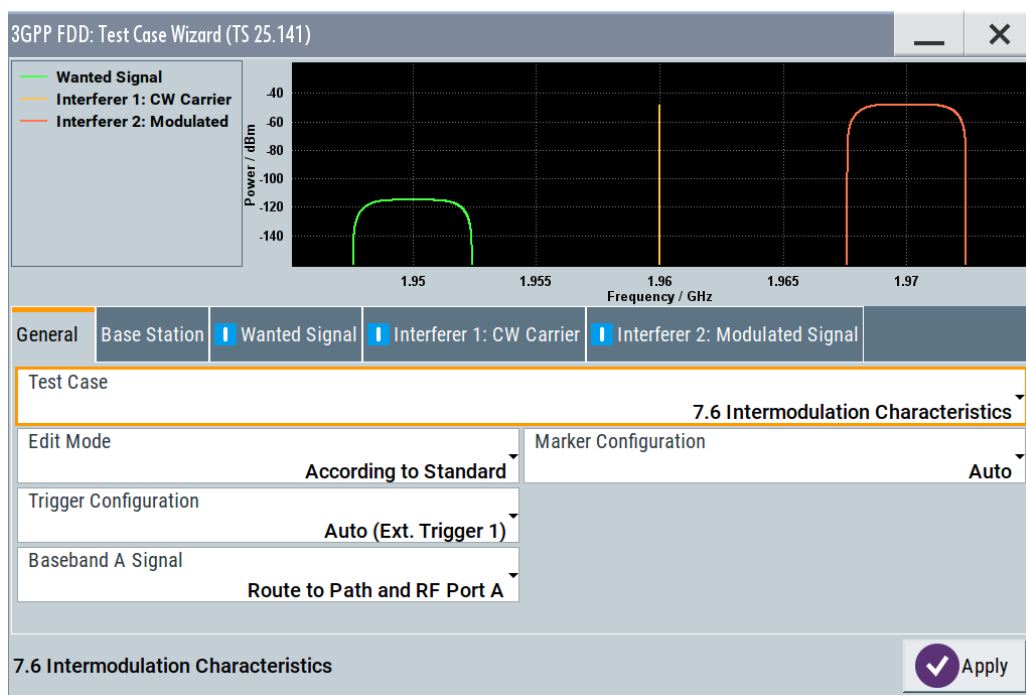 3GPP FDD: Test Case Wizard (TS 25.141)
Wanted Signal
Interferer 1: CW Carrier
Interferer 2: Modulated
Power / dBm
-40
-60
-80
-100
-120
-140
1.95
1.955
1.96
1.965
1.97
Frequency / GHz
General
Base Station
Wanted Signal
Interferer 1: CW Carrier
Interferer 2: Modulated Signal
Test Case
7.6 Intermodulation Characteristics
Edit Mode
According to Standard
Marker Configuration
Auto
Trigger Configuration
Auto (Ext. Trigger 1)
Baseband A Signal
Route to Path and RF Port A
7.6 Intermodulation Characteristics
Apply